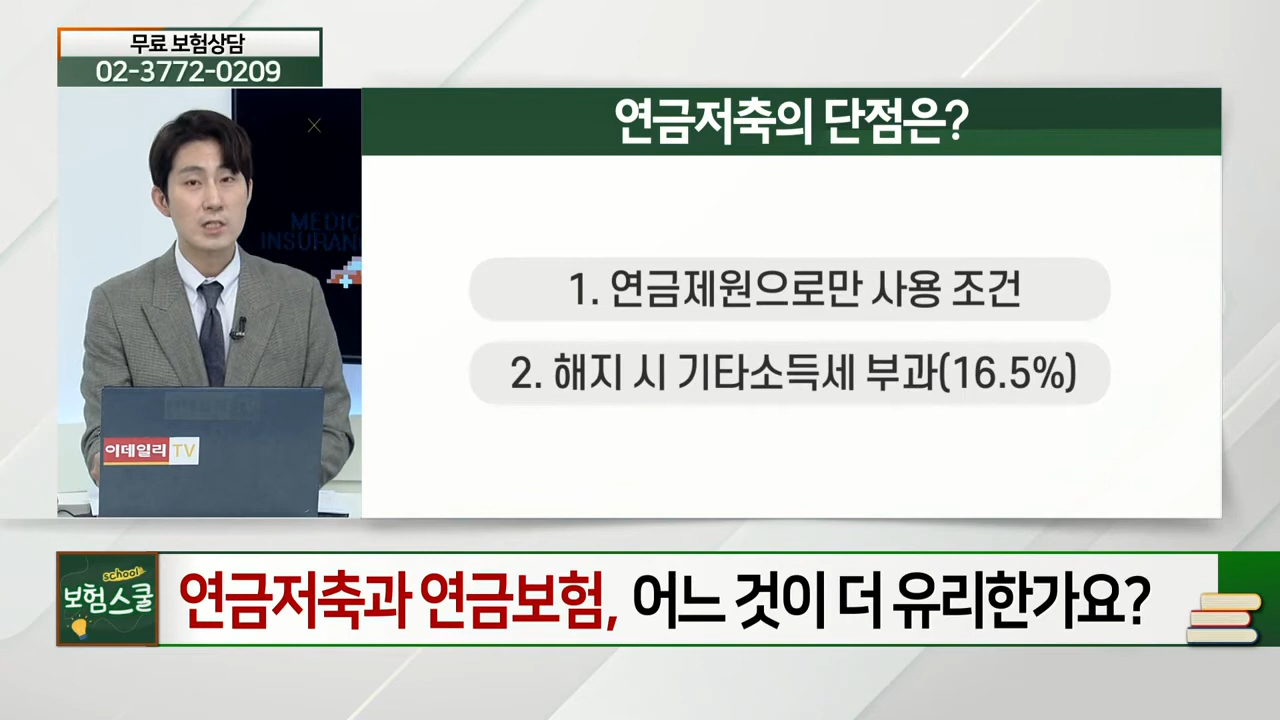 무료 보험상담
02-3772-0209
연금저축의 단점은?
MEDIC
INSURAN
1. 연금제원으로만 사용 조건
2. 해지 시 기타소득세 부과(16.5%)
이데일리 TV
school
보험스쿨
연금저축과 연금보험, 어느 것이 더 유리한가요?